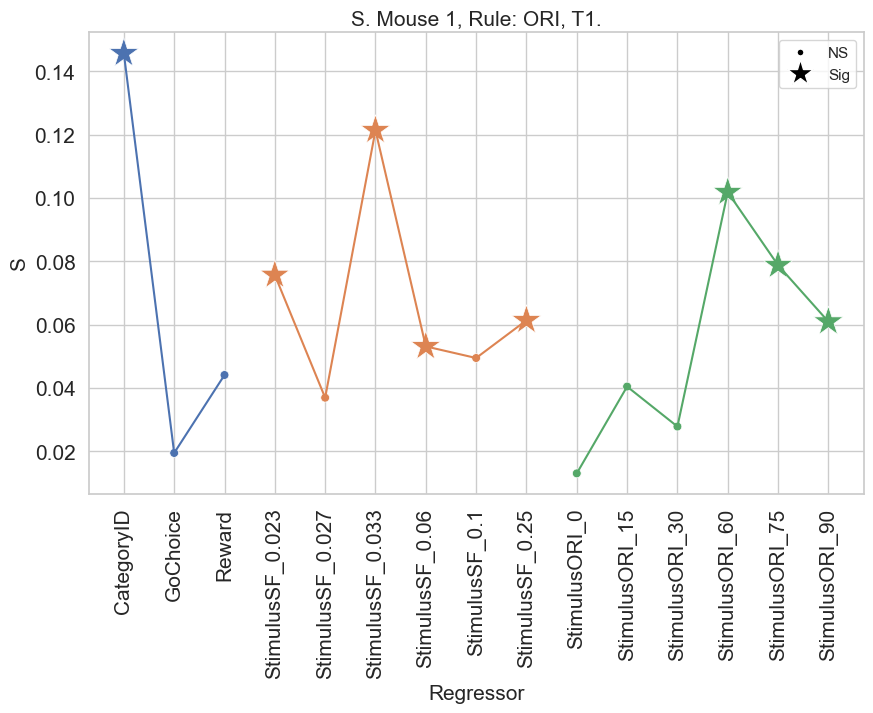 S. Mouse 1, Rule: ORI, T1.
NS
Sig
0.14
0.12
0.10
0.08
0.06
0.04
0.02
S
CategoryID
GoChoice
Reward
StimulusSF_0.023
StimulusSF_0.027
StimulusSF_0.033
StimulusSF_0.06
StimulusSF_0.1
StimulusSF_0.25
StimulusORI_0
StimulusORI_15
StimulusORI_30
StimulusORI_60
StimulusORI_75
StimulusORI_90
Regressor